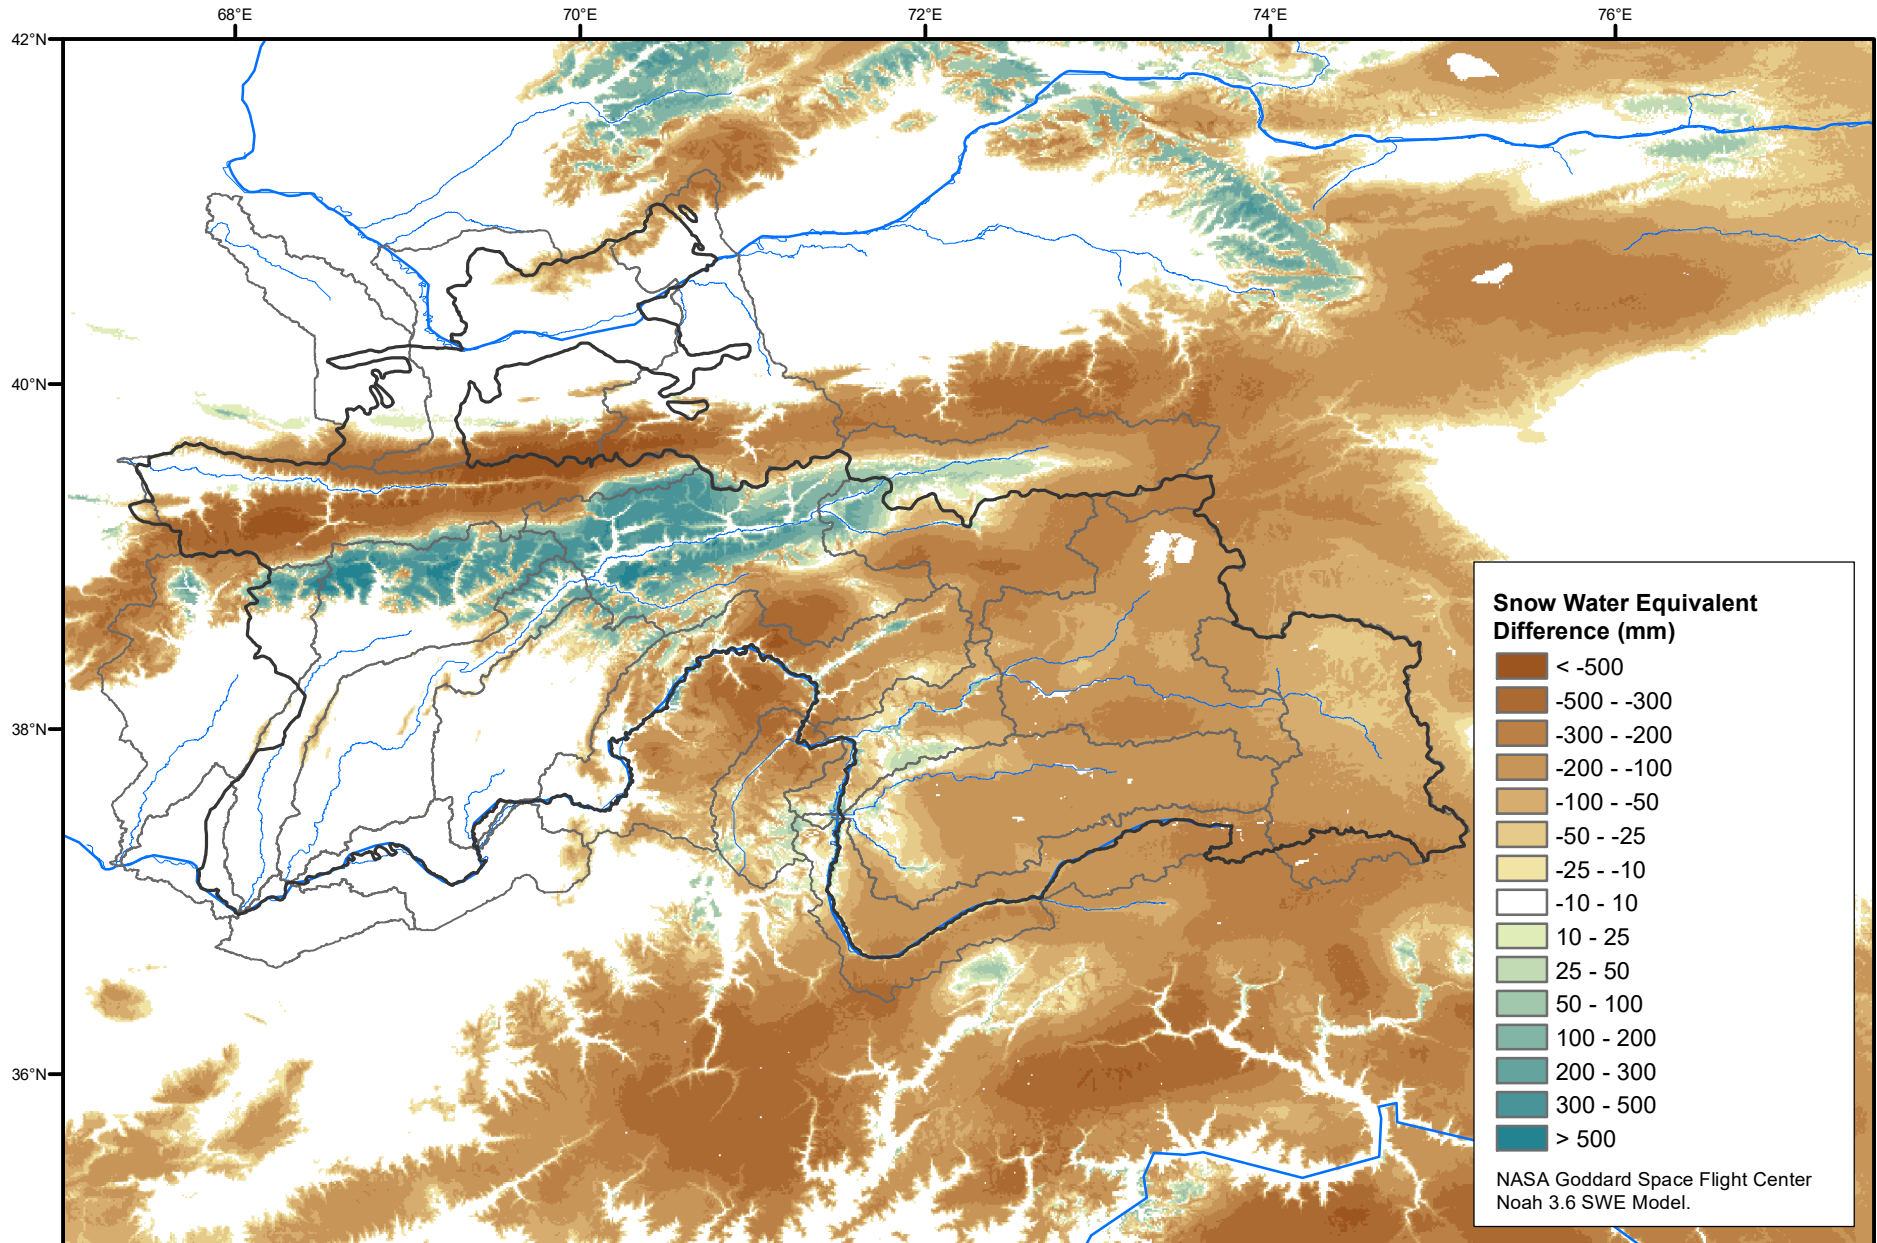 68°E 70°E 72°E 74°E 76°E
42°N
40°N
38°N
36°N
Snow Water Equivalent
Difference (mm)
< -500
-500 - -300
-300 - -200
-200 - -100
-100 - -50
-50 - -25
-25 - -10
-10 - 10
10 - 25
25 - 50
50 - 100
100 - 200
200 - 300
300 - 500
> 500
NASA Goddard Space Flight Center
Noah 3.6 SWE Model.